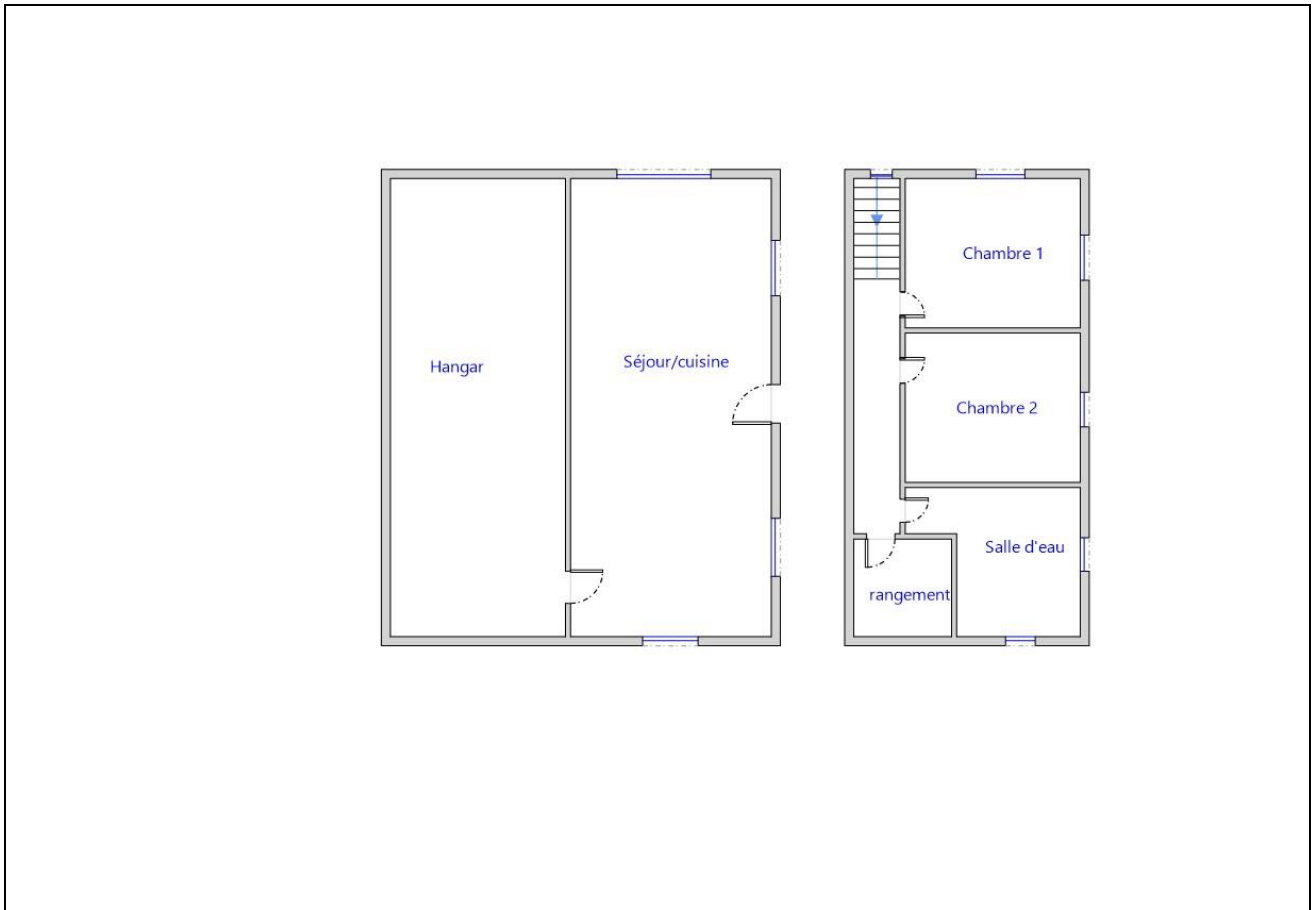 Hangar
Séjour/cuisine
Chambre 1
Chambre 2
Salle d'eau
rangement